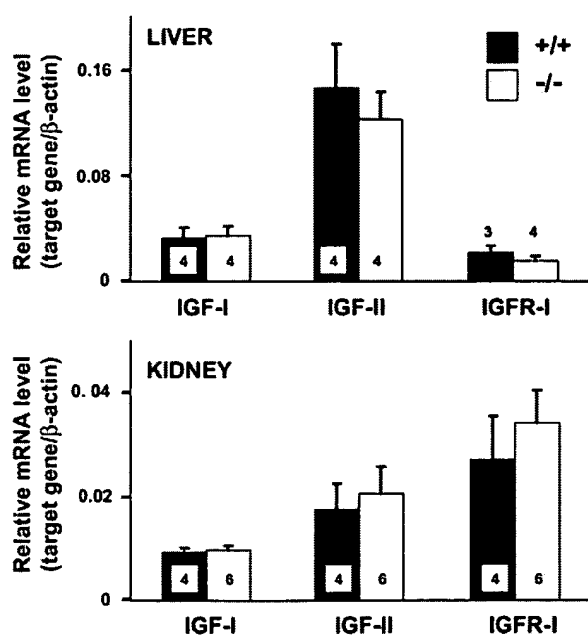 LIVER
+/+
-/-
Relative mRNA level
(target gene/β-actin)
0.16
0.08
0
4 4 4 4 3 4
IGF-I IGF-II IGFR-I
KIDNEY
Relative mRNA level
(target gene/β-actin)
0.04
0.02
0
4 6 4 6 4 6
IGF-I IGF-II IGFR-I